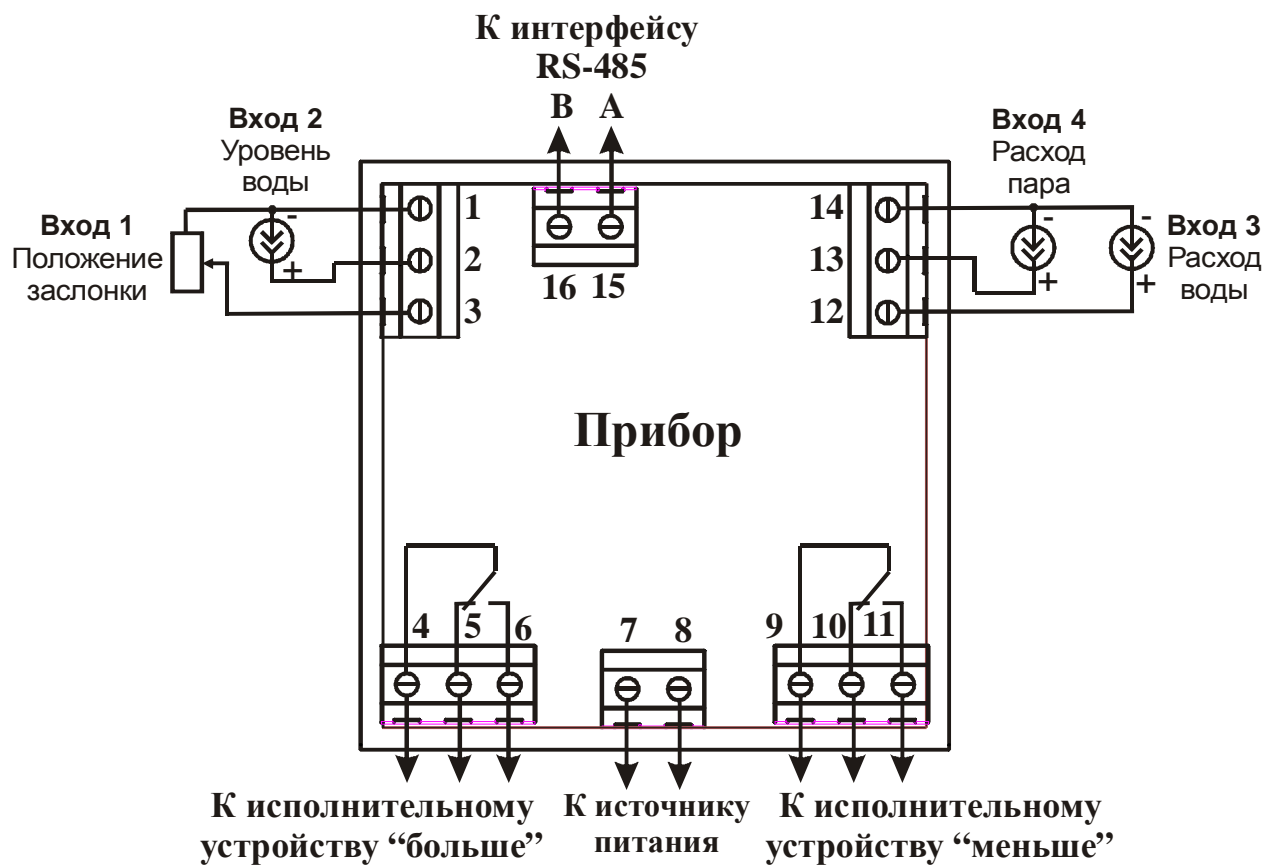 К интерфейсу
RS-485
B A
Вход 2
Уровень
воды
Вход 1
Положение
заслонки
Вход 4
Расход
пара
Вход 3
Расход
воды
-
+
-
+
-
+
1
2
3
16 15
14
13
12
Прибор
4 5 6
7 8
9 10 11
К исполнительному
устройству “больше”
К источнику
питания
К исполнительному
устройству “меньше”